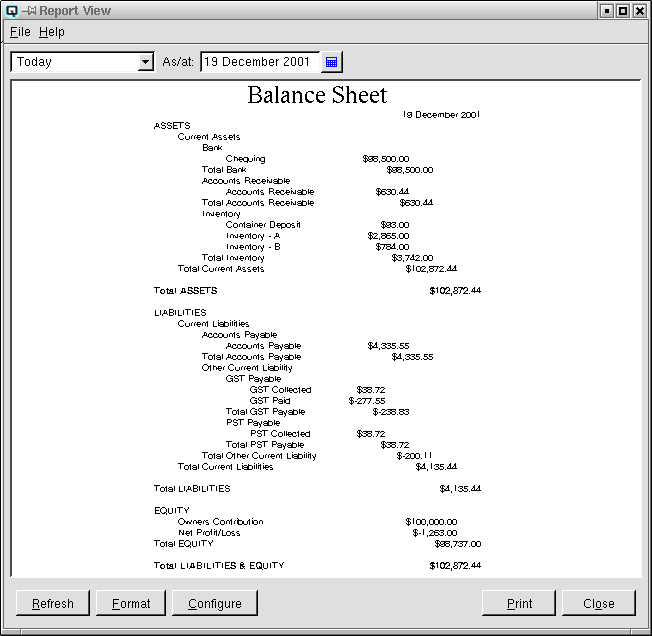 Report View
File Help
Today As/at: 19 December 2001
Balance Sheet
19 December 2001
ASSETS
Current Assets
Bank
Chequing $98,500.00
Total Bank $98,500.00
Accounts Receivable
Accounts Receivable $630.44
Total Accounts Receivable $630.44
Inventory
Container Deposit $93.00
Inventory - A $2,865.00
Inventory - B $784.00
Total Inventory $3,742.00
Total Current Assets $102,872.44
Total ASSETS $102,872.44
LIABILITIES
Current Liabilities
Accounts Payable
Accounts Payable $4,335.55
Total Accounts Payable $4,335.55
Other Current Liability
GST Payable
GST Collected $38.72
GST Paid $-277.55
Total GST Payable $-238.83
PST Payable
PST Collected $38.72
Total PST Payable $38.72
Total Other Current Liability $-200.11
Total Current Liabilities $4,135.44
Total LIABILITIES $4,135.44
EQUITY
Owners Contribution $100,000.00
Net Profit/Loss $-1,263.00
Total EQUITY $98,737.00
Total LIABILITIES & EQUITY $102,872.44
Refresh Format Configure Print Close